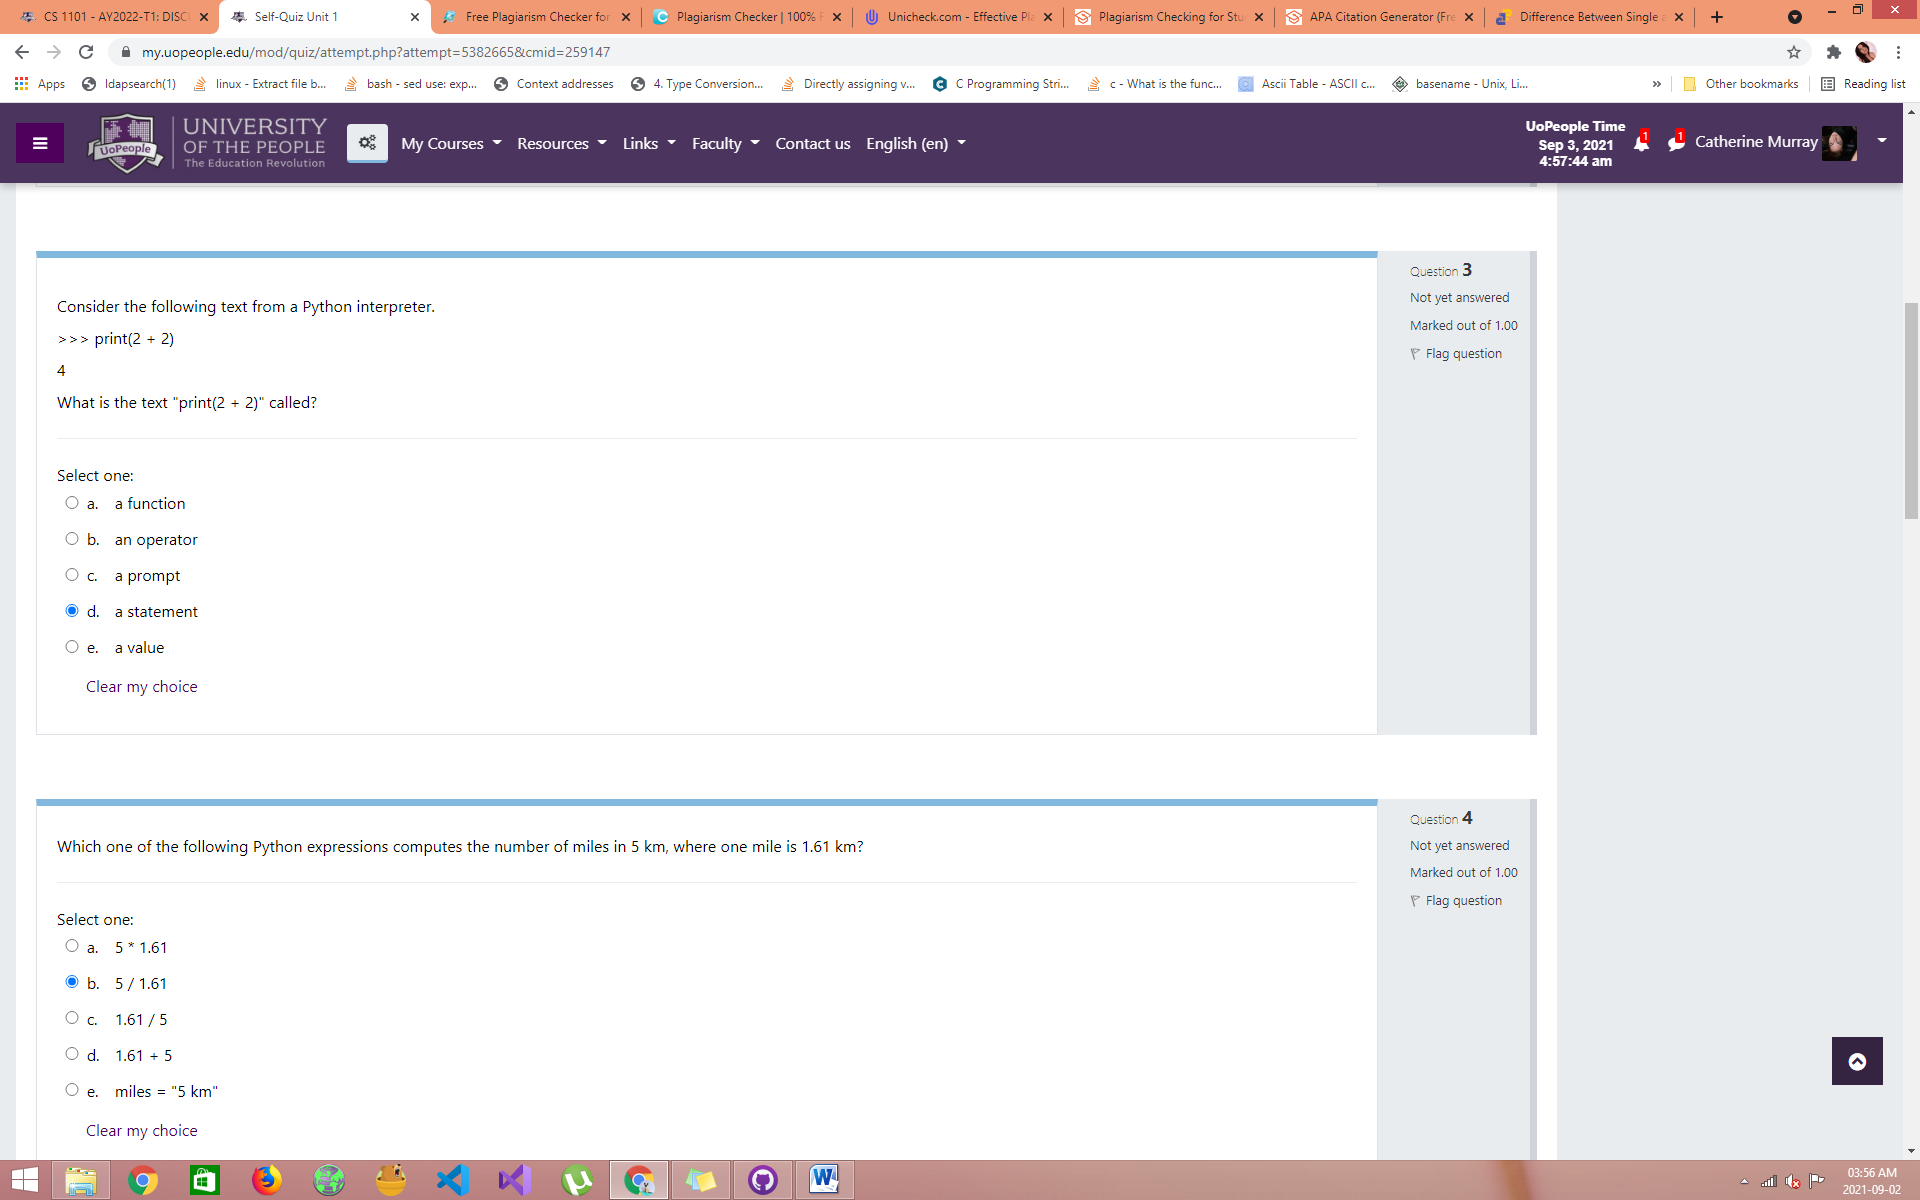 CS 1101 - AY2022-T1: DISC
Self-Quiz Unit 1
Free Plagiarism Checker for
Plagiarism Checker | 100% F
Unicheck.com - Effective Pla
Plagiarism Checking for Stu
APA Citation Generator (Fre
Difference Between Single a
my.uopeople.edu/mod/quiz/attempt.php?attempt=5382665&cmid=259147
Apps
ldapsearch(1)
linux - Extract file b...
bash - sed use: exp...
Context addresses
4. Type Conversion...
Directly assigning v...
C Programming Stri...
c - What is the func...
Ascii Table - ASCII c...
basename - Unix, Li...
»
Other bookmarks
Reading list
UoPeople
UNIVERSITY
OF THE PEOPLE
The Education Revolution
My Courses
Resources
Links
Faculty
Contact us
English (en)
UoPeople Time
Sep 3, 2021
4:57:44 am
1
1
Catherine Murray
Consider the following text from a Python interpreter.
>>> print(2 + 2)
4
What is the text "print(2 + 2)" called?
Select one:
a. a function
b. an operator
c. a prompt
d. a statement
e. a value
Clear my choice
Question 3
Not yet answered
Marked out of 1.00
Flag question
Which one of the following Python expressions computes the number of miles in 5 km, where one mile is 1.61 km?
Select one:
a. 5 * 1.61
b. 5 / 1.61
c. 1.61 / 5
d. 1.61 + 5
e. miles = "5 km"
Clear my choice
Question 4
Not yet answered
Marked out of 1.00
Flag question
03:56 AM
2021-09-02